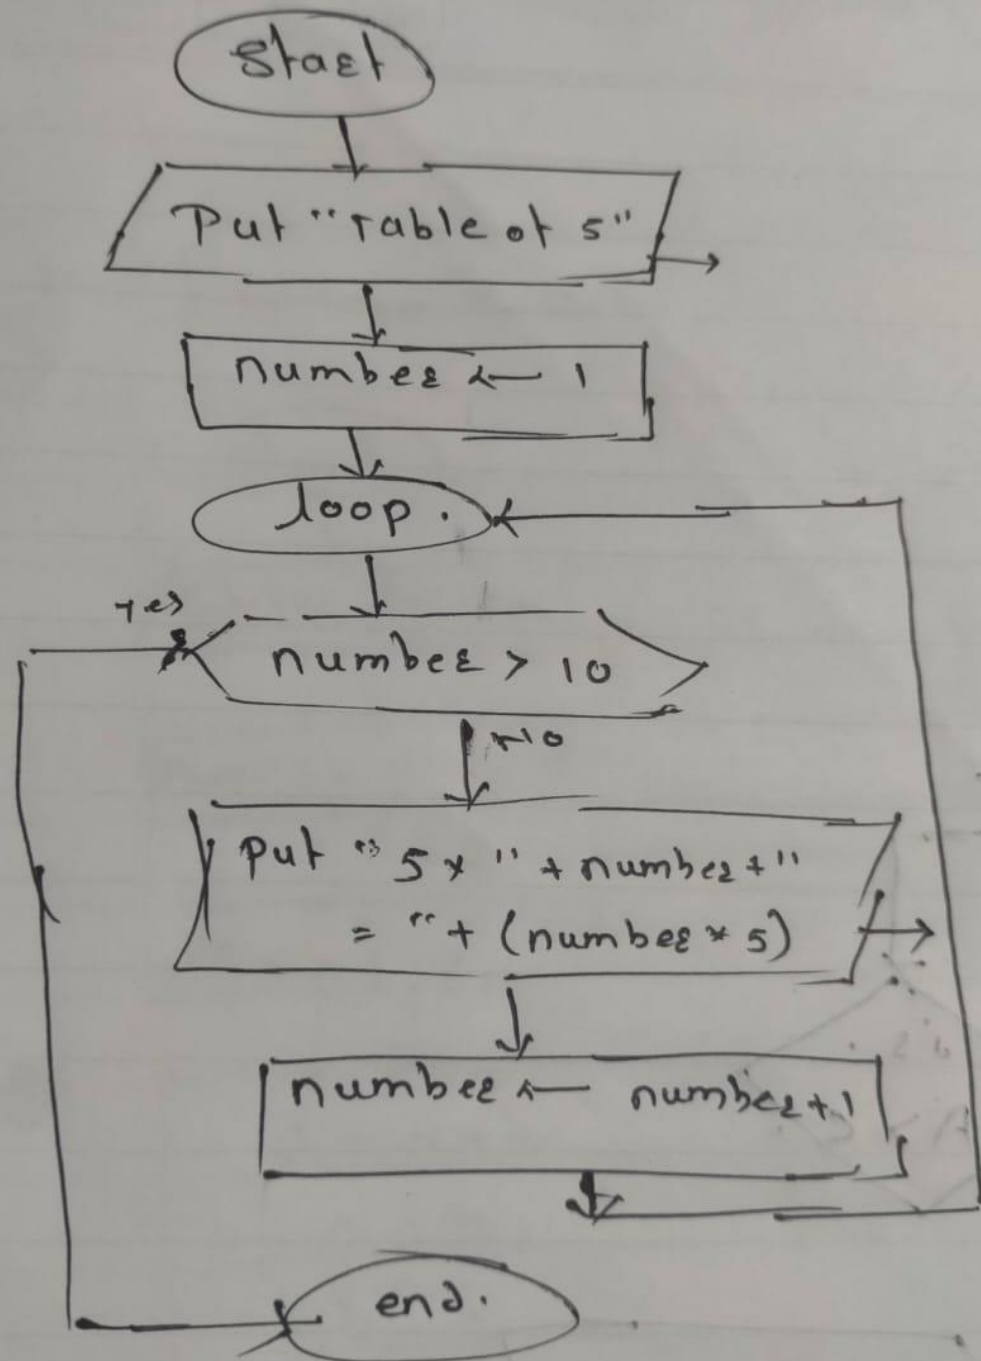 Start
Put "Table of 5"
number ← 1
loop.
yes
number > 10
No
put "5 * " + number + "
= " + (number * 5)
number ← number + 1
end.